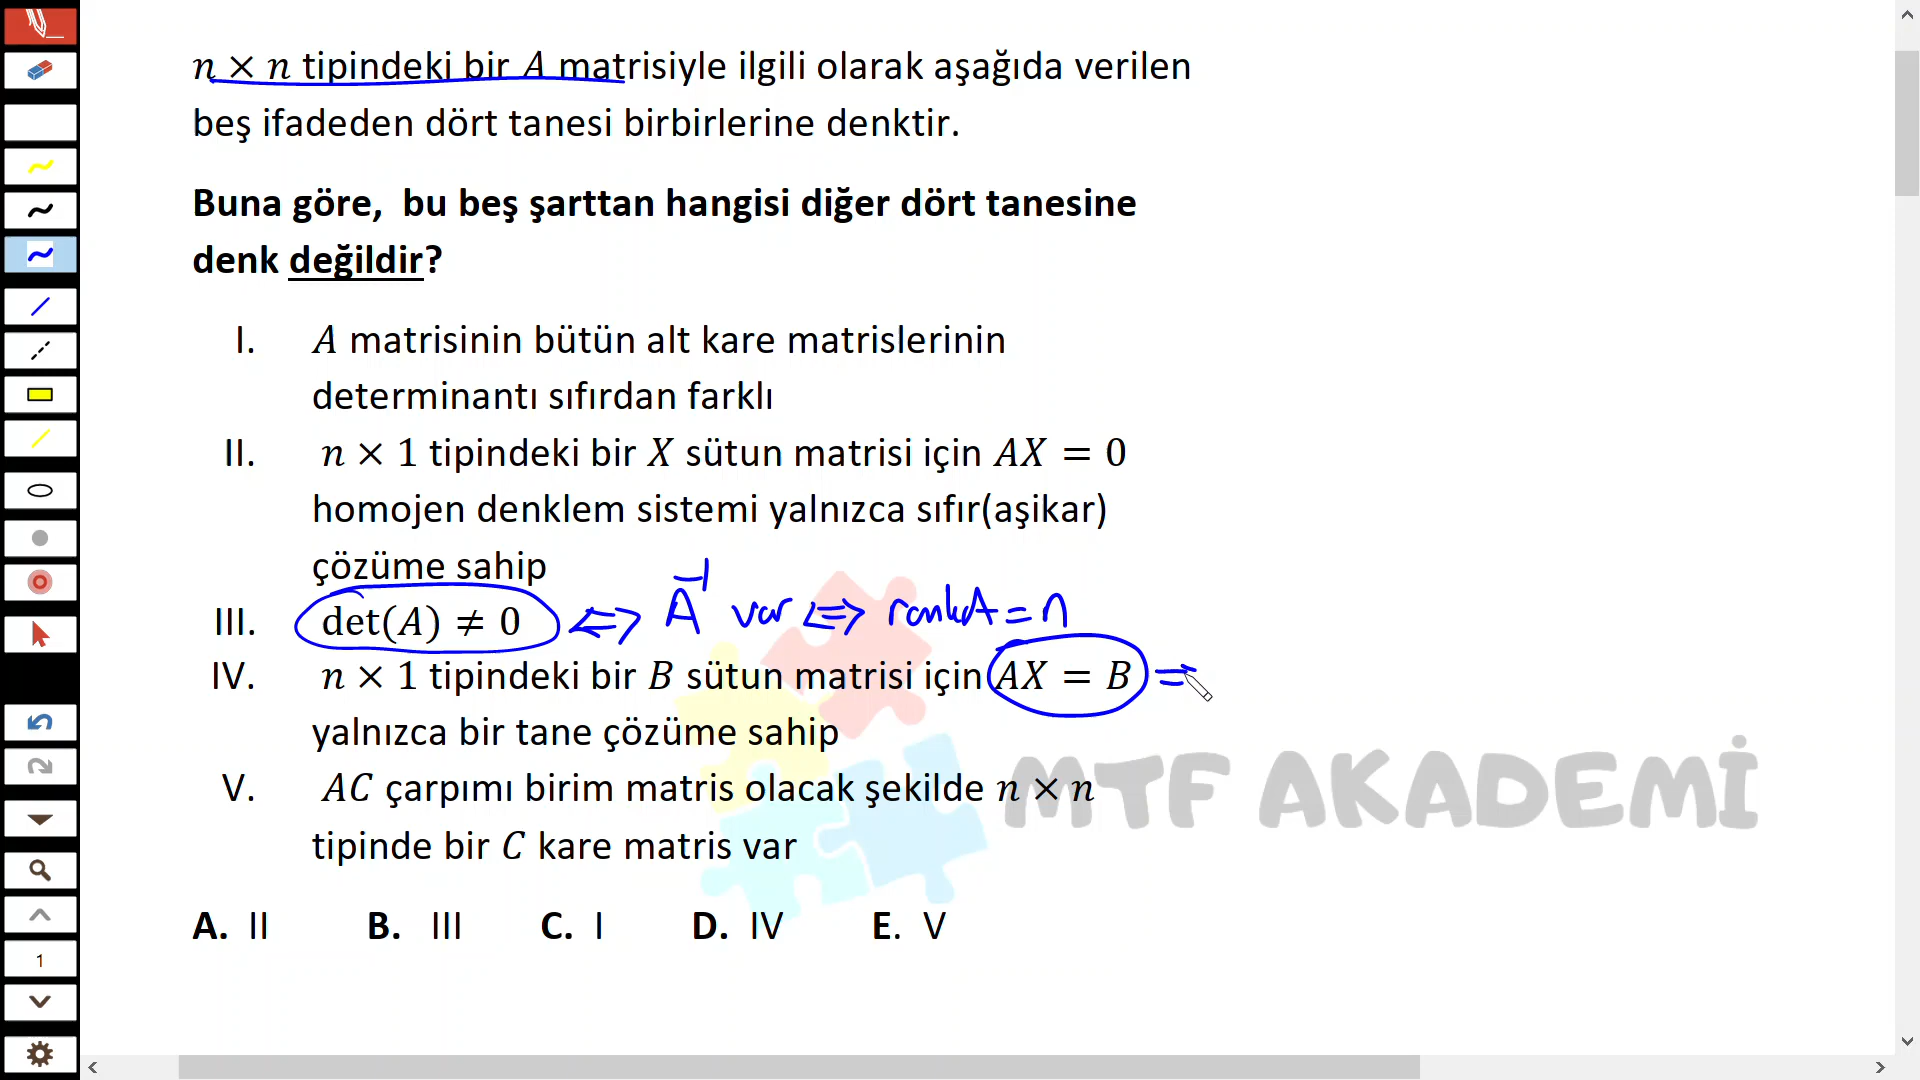 n × n tipindeki bir A matrisiyle ilgili olarak aşağıda verilen
beş ifadeden dört tanesi birbirlerine denktir.
Buna göre, bu beş şarttan hangisi diğer dört tanesine
denk değildir?
I. A matrisinin bütün alt kare matrislerinin
determinantı sıfırdan farklı
II. n × 1 tipindeki bir X sütun matrisi için AX = 0
homojen denklem sistemi yalnızca sıfır(aşikar)
çözüme sahip
III. det(A) ≠ 0 ⇔ A⁻¹ var ⇔ rankA = n
IV. n × 1 tipindeki bir B sütun matrisi için AX = B =
yalnızca bir tane çözüme sahip
V. AC çarpımı birim matris olacak şekilde n × n
tipinde bir C kare matris var
MTF AKADEMİ
A. II B. III C. I D. IV E. V
1